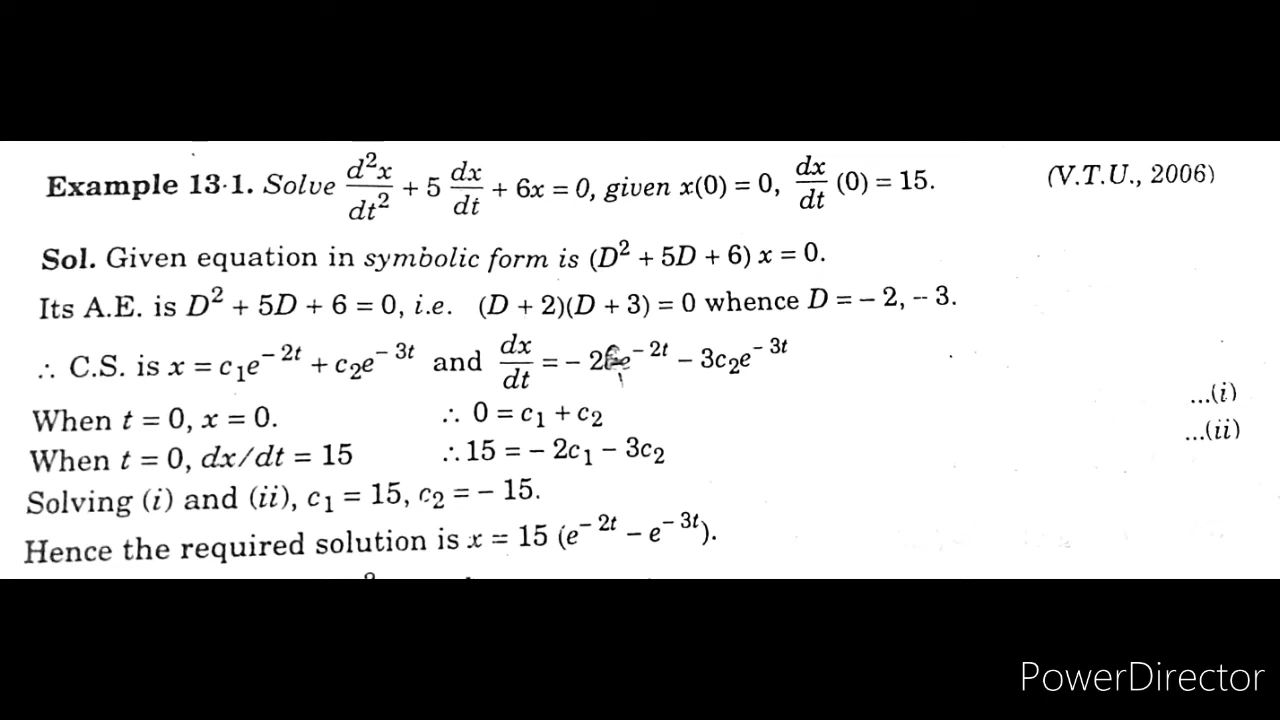 Example 13·1. Solve d²x/dt² + 5 dx/dt + 6x = 0, given x(0) = 0, dx/dt (0) = 15. (V.T.U., 2006)
Sol. Given equation in symbolic form is (D² + 5D + 6) x = 0.
Its A.E. is D² + 5D + 6 = 0, i.e. (D + 2)(D + 3) = 0 whence D = – 2, – 3.
∴ C.S. is x = c₁e^(– 2t) + c₂e^(– 3t) and dx/dt = – 2 e^(– 2t) – 3c₂e^(– 3t)
When t = 0, x = 0. ∴ 0 = c₁ + c₂ ...(i)
When t = 0, dx/dt = 15 ∴ 15 = – 2c₁ – 3c₂ ...(ii)
Solving (i) and (ii), c₁ = 15, c₂ = – 15.
Hence the required solution is x = 15 (e^(– 2t) – e^(– 3t)).
PowerDirector